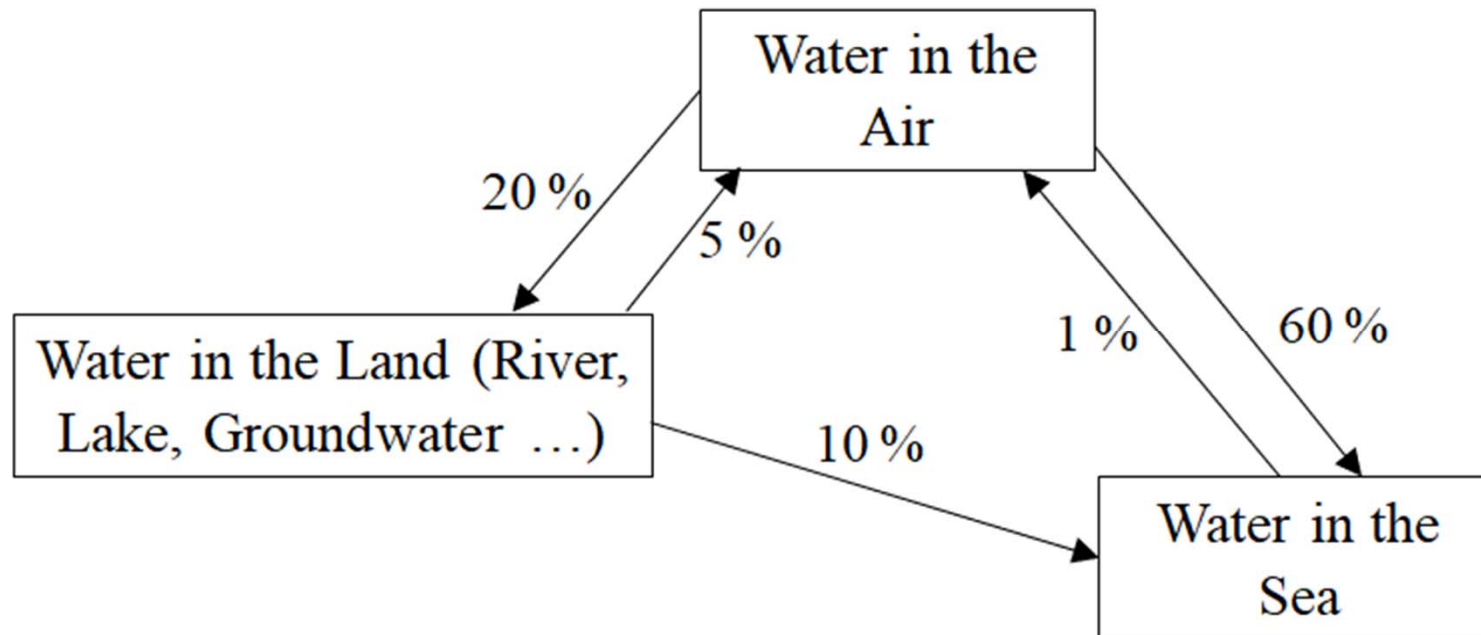 Water in the
Air
20 %
5 %
1 %
60 %
Water in the Land (River,
Lake, Groundwater …)
10 %
Water in the
Sea